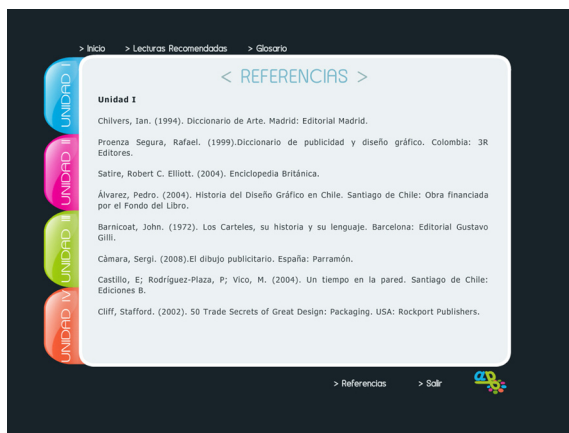 > Inicio > Lecturas Recomendadas > Glosario
< REFERENCIAS >
UNIDAD I
UNIDAD II
UNIDAD III
UNIDAD IV
Unidad I
Chilvers, Ian. (1994). Diccionario de Arte. Madrid: Editorial Madrid.
Proenza Segura, Rafael. (1999).Diccionario de publicidad y diseño gráfico. Colombia: 3R
Editores.
Satire, Robert C. Elliott. (2004). Enciclopedia Británica.
Álvarez, Pedro. (2004). Historia del Diseño Gráfico en Chile. Santiago de Chile: Obra financiada
por el Fondo del Libro.
Barnicoat, John. (1972). Los Carteles, su historia y su lenguaje. Barcelona: Editorial Gustavo
Gilli.
Cámara, Sergi. (2008).El dibujo publicitario. España: Parramón.
Castillo, E; Rodríguez-Plaza, P; Vico, M. (2004). Un tiempo en la pared. Santiago de Chile:
Ediciones B.
Cliff, Stafford. (2002). 50 Trade Secrets of Great Design: Packaging. USA: Rockport Publishers.
> Referencias > Salir